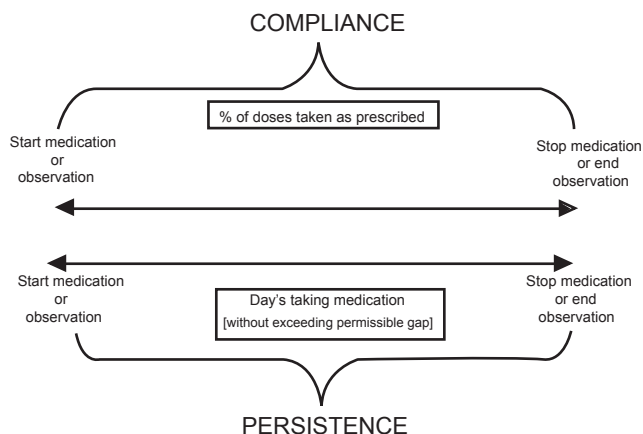 COMPLIANCE
% of doses taken as prescribed
Start medication
or
observation
Stop medication
or end
observation
Start medication
or
observation
Day's taking medication
[without exceeding permissible gap]
Stop medication
or end
observation
PERSISTENCE